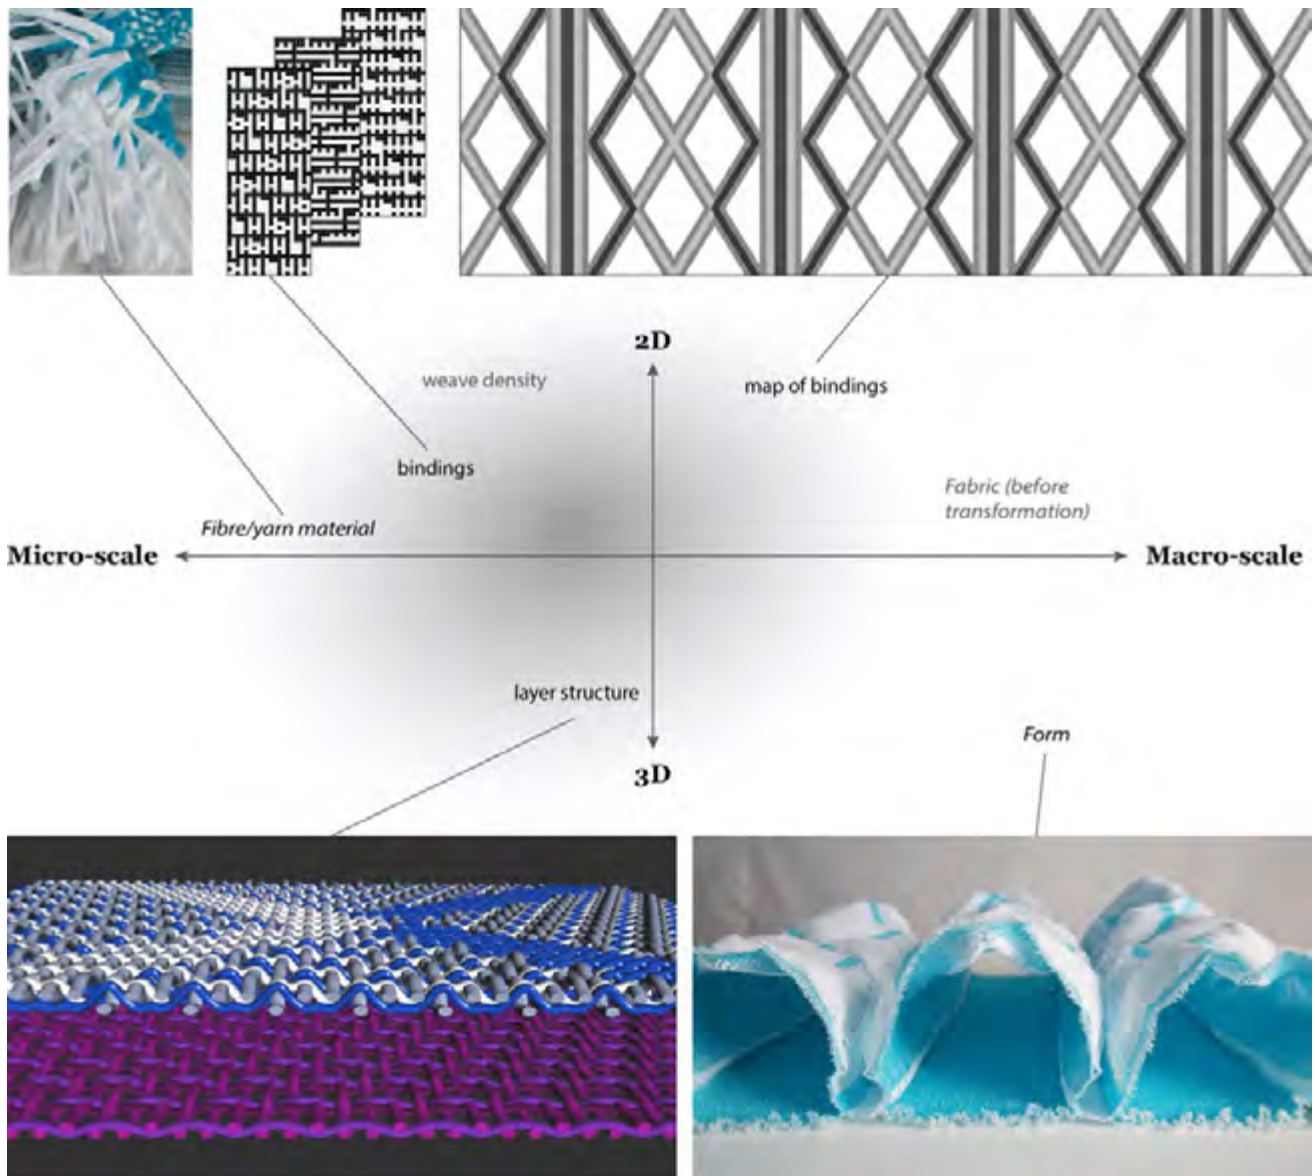 2D
weave density
map of bindings
bindings
Fabric (before
transformation)
Fibre/yarn material
Micro-scale
Macro-scale
layer structure
Form
3D